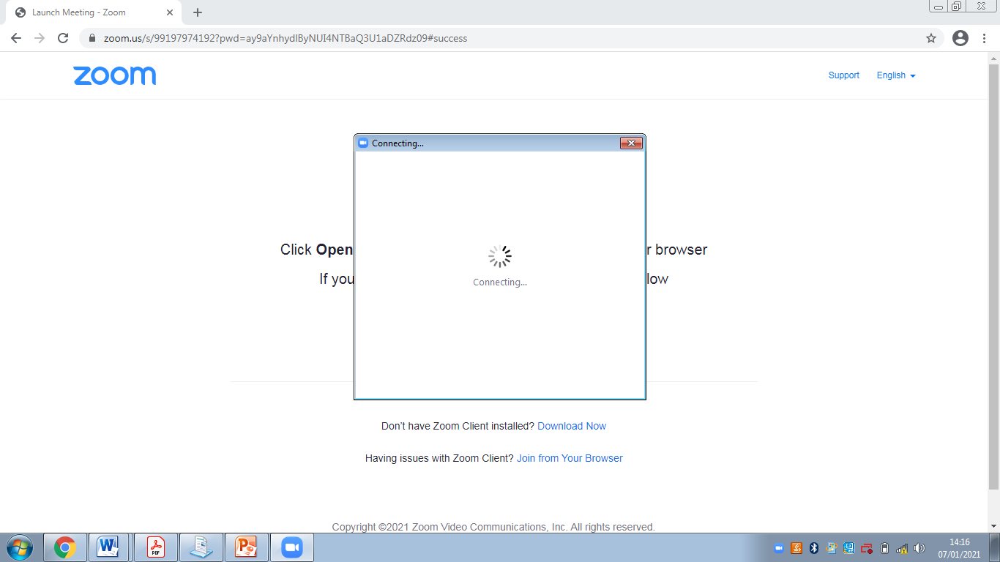 Launch Meeting - Zoom
zoom.us/s/99197974192?pwd=ay9aYnhydlByNUI4NTBaQ3U1aDZRdz09#success
zoom
Support English
Connecting...
Click Open r browser
If you low
Connecting...
Don't have Zoom Client installed? Download Now
Having issues with Zoom Client? Join from Your Browser
Copyright ©2021 Zoom Video Communications, Inc. All rights reserved.
W PDF P
14:16
07/01/2021